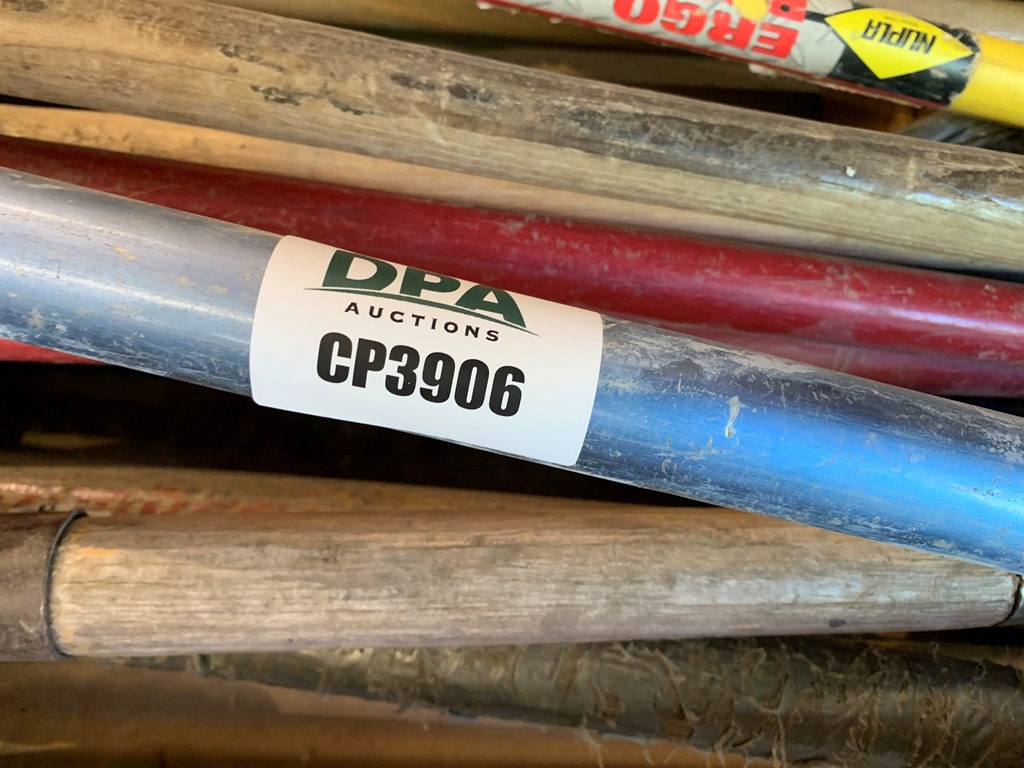 ERGO
NUPLA
DPA
AUCTIONS
CP3906